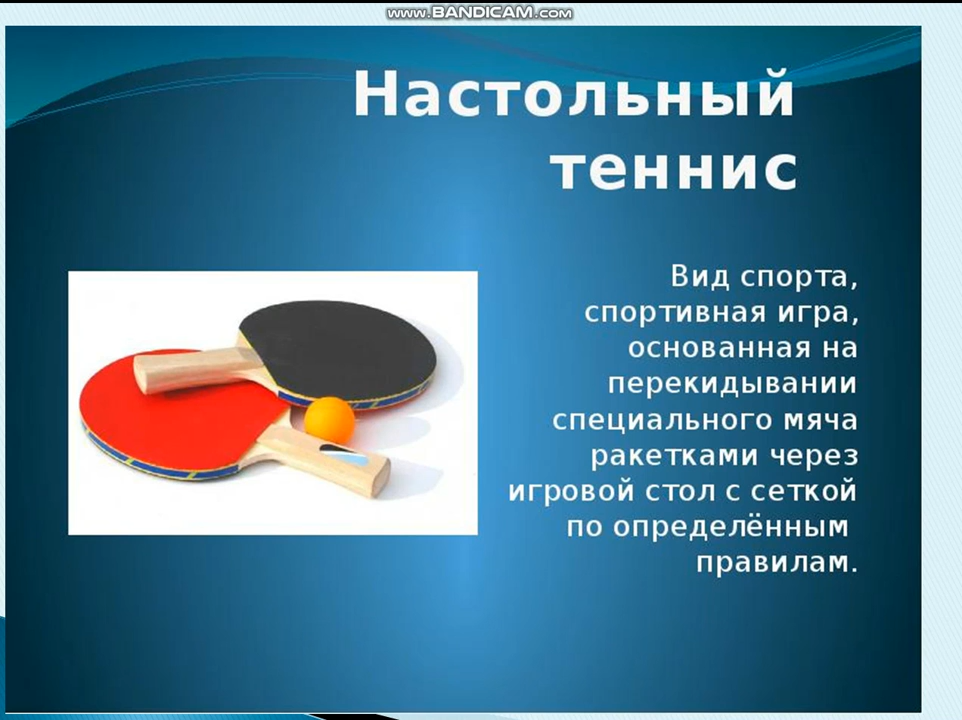 www.BANDICAM.com
Настольный
теннис
Вид спорта,
спортивная игра,
основанная на
перекидывании
специального мяча
ракетками через
игровой стол с сеткой
по определённым
правилам.